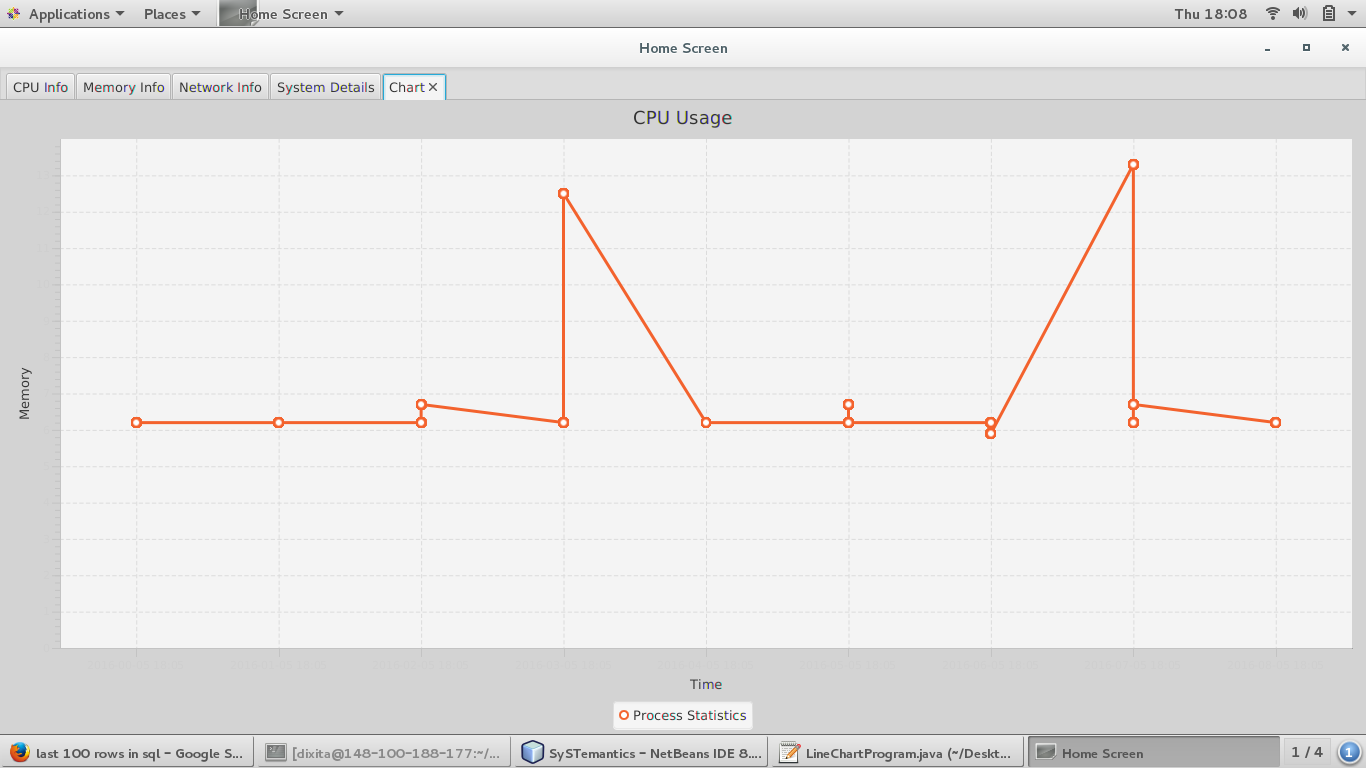 Applications Places Home Screen Thu 18:08
Home Screen
CPU Info Memory Info Network Info System Details Chart
CPU Usage
Memory
Time
Process Statistics
last 100 rows in sql - Google S... [dixita@148-100-188-177:~/... SySTemantics - NetBeans IDE 8.... LineChartProgram.java (~/Deskt... Home Screen 1 / 4 1